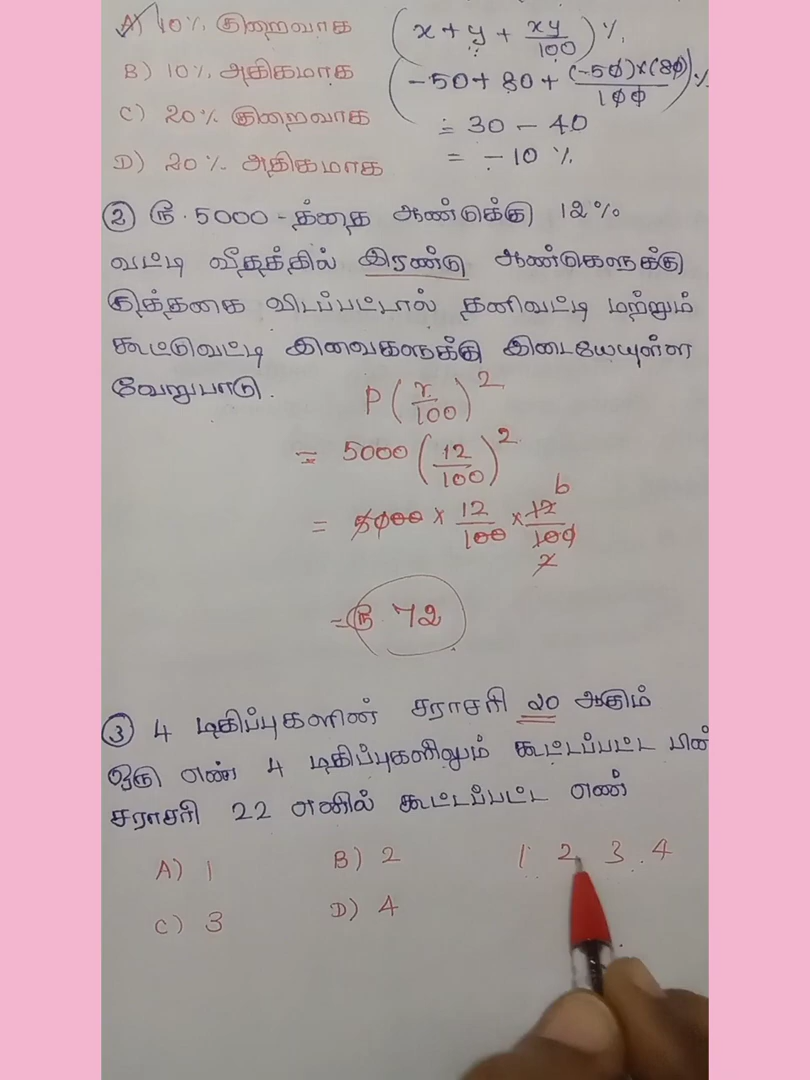 A) 10% குறைவாக
(x + y + xy/100) %
B) 10% அதிகமாக
(-50 + 80 + (-50)×(80)/100) %
C) 20% குறைவாக
= 30 - 40
D) 20% அதிகமாக
= -10 %
② ரூ. 5000-த்தை ஆண்டுக்கு 12%
வட்டி வீதத்தில் இரண்டு ஆண்டுகளுக்கு
குத்தகை விடப்பட்டால் தனிவட்டி மற்றும்
கூட்டுவட்டி இவைகளுக்கு இடையேயுள்ள
வேறுபாடு.
P (r/100)²
= 5000 (12/100)²
= 5000 × 12/100 × 12/100
6
2
= ரூ 72
③ 4 மதிப்புகளின் சராசரி 20 ஆகும்
ஒரு எண் 4 மதிப்புகளிலும் கூட்டப்பட்ட பின்
சராசரி 22 எனில் கூட்டப்பட்ட எண்
A) 1 B) 2 1 2 3 4
C) 3 D) 4